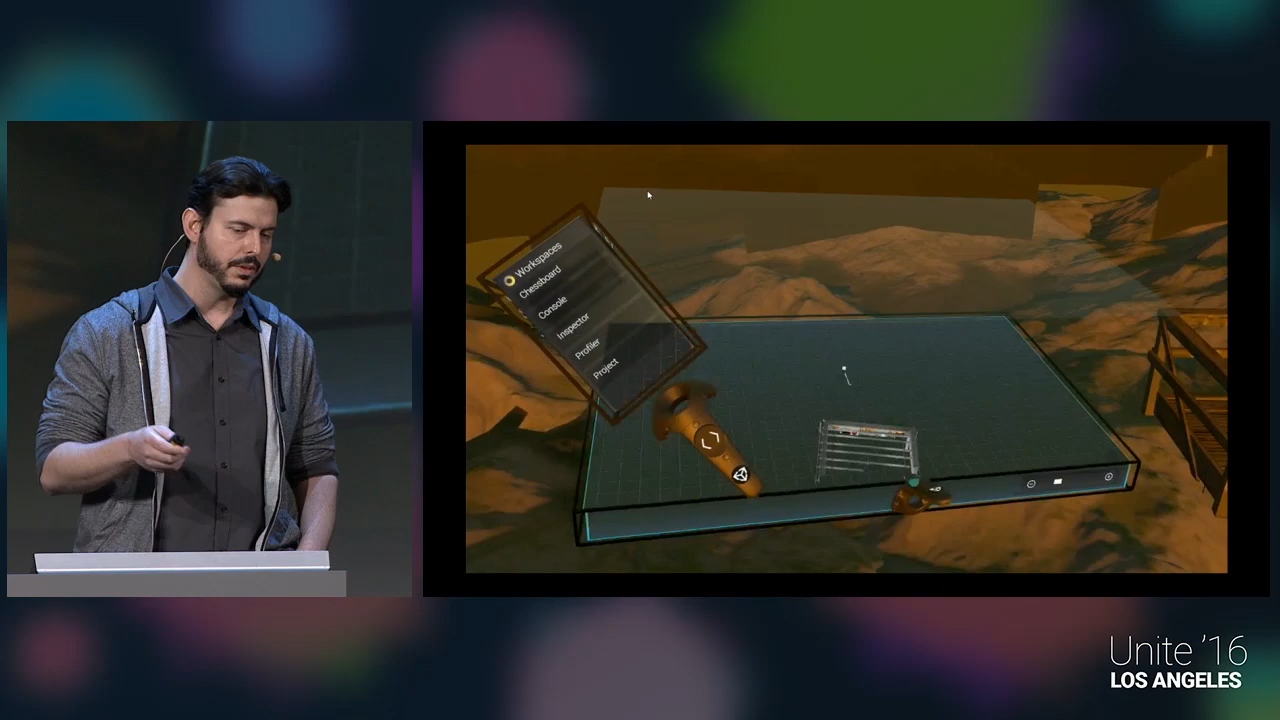 Workspaces
Chessboard
Console
Inspector
Profiler
Project
Unite '16
LOS ANGELES